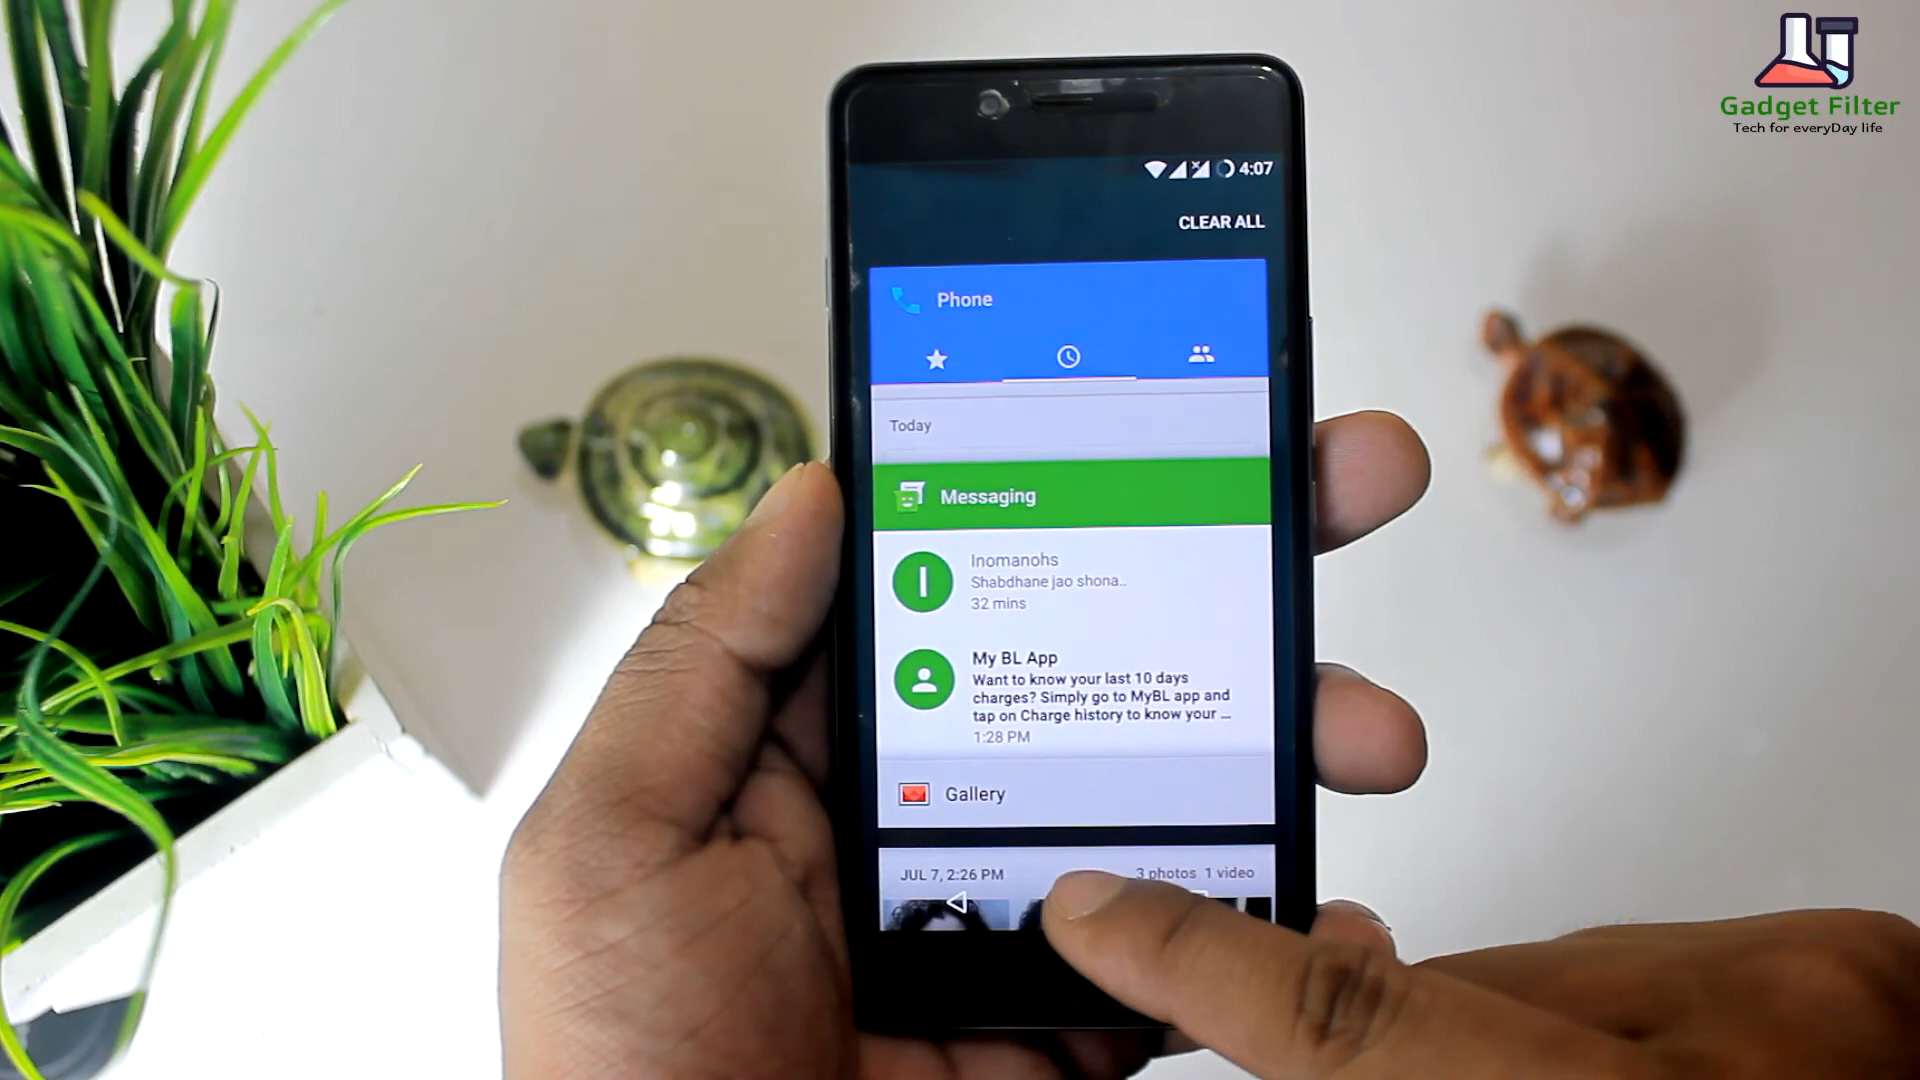 Gadget Filter
Tech for everyDay life
4:07
CLEAR ALL
Phone
Today
Messaging
I
Inomanohs
Shabdhane jao shona..
32 mins
My BL App
Want to know your last 10 days
charges? Simply go to MyBL app and
tap on Charge history to know your ...
1:28 PM
Gallery
JUL 7, 2:26 PM
3 photos 1 video